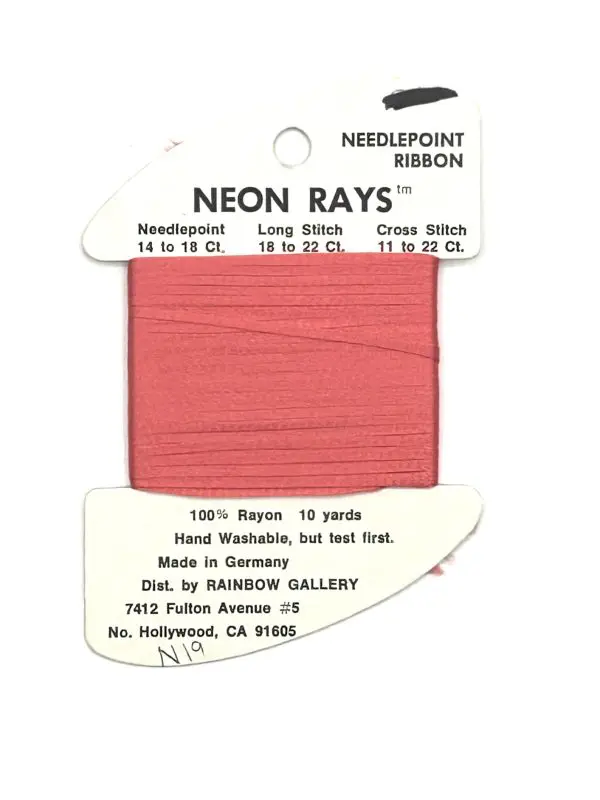 NEEDLEPOINT
RIBBON
NEON RAYS™
Needlepoint Long Stitch Cross Stitch
14 to 18 Ct. 18 to 22 Ct. 11 to 22 Ct.
100% Rayon 10 yards
Hand Washable, but test first.
Made in Germany
Dist. by RAINBOW GALLERY
7412 Fulton Avenue #5
No. Hollywood, CA 91605
N19